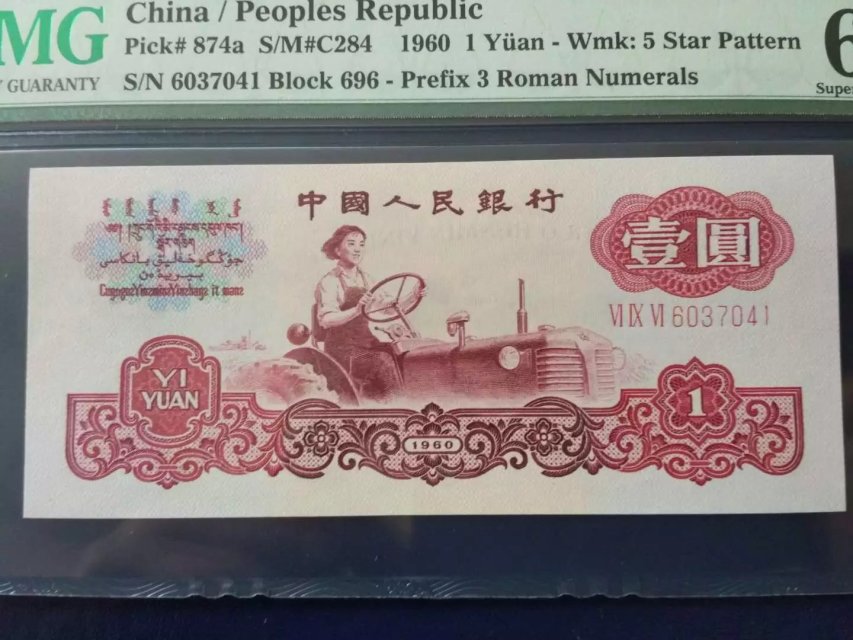 China / Peoples Republic
MG
Pick# 874a S/M#C284 1960 1 Yüan - Wmk: 5 Star Pattern
6
GUARANTY
S/N 6037041 Block 696 - Prefix 3 Roman Numerals
Super
中國人民銀行
壹圓
VI IX VI 6037041
YI
YUAN
1
1960